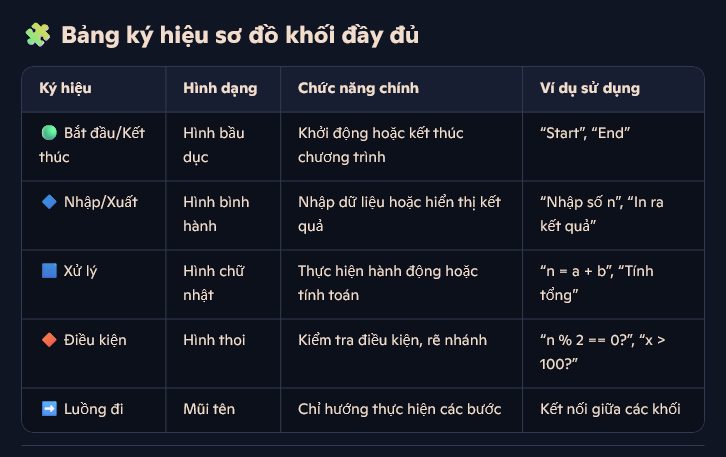 🧩 Bảng ký hiệu sơ đồ khối đầy đủ
Ký hiệu Hình dạng Chức năng chính Ví dụ sử dụng
🟢 Bắt đầu/Kết thúc Hình bầu dục Khởi động hoặc kết thúc chương trình “Start”, “End”
🔷 Nhập/Xuất Hình bình hành Nhập dữ liệu hoặc hiển thị kết quả “Nhập số n”, “In ra kết quả”
🟦 Xử lý Hình chữ nhật Thực hiện hành động hoặc tính toán “n = a + b”, “Tính tổng”
🔶 Điều kiện Hình thoi Kiểm tra điều kiện, rẽ nhánh “n % 2 == 0?”, “x > 100?”
➡️ Luồng đi Mũi tên Chỉ hướng thực hiện các bước Kết nối giữa các khối